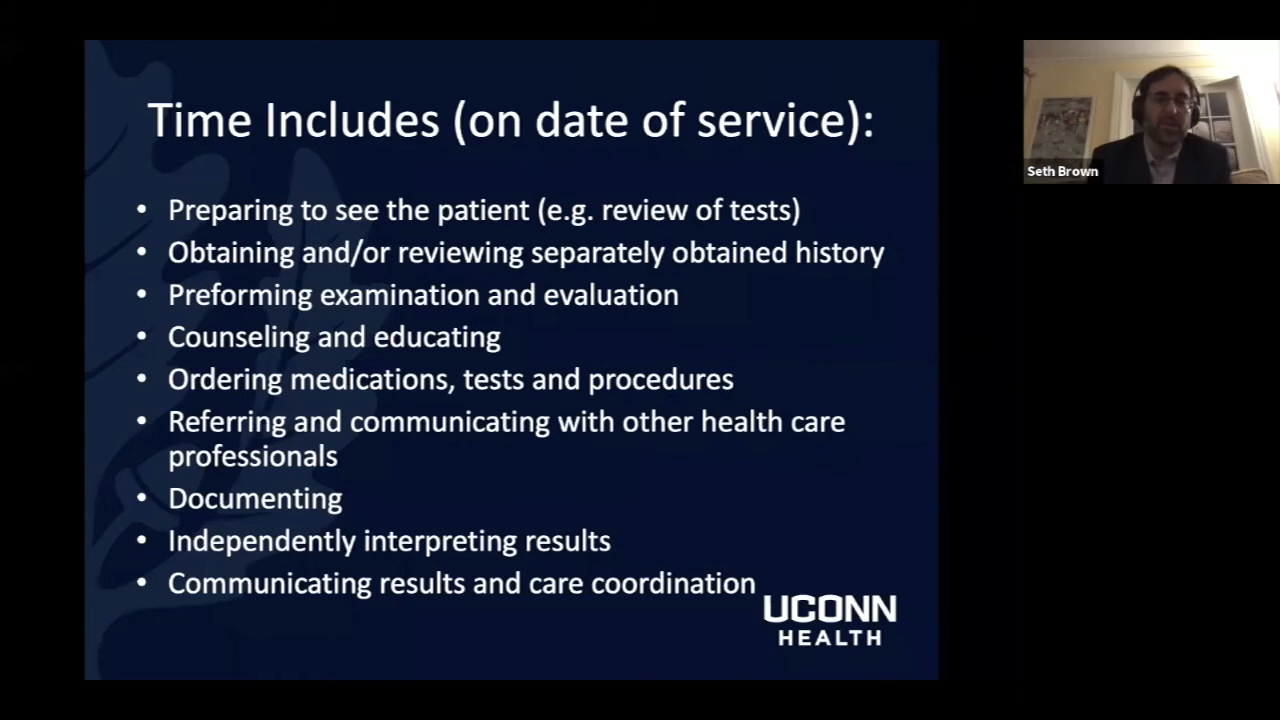 Time Includes (on date of service):
• Preparing to see the patient (e.g. review of tests)
• Obtaining and/or reviewing separately obtained history
• Preforming examination and evaluation
• Counseling and educating
• Ordering medications, tests and procedures
• Referring and communicating with other health care
professionals
• Documenting
• Independently interpreting results
• Communicating results and care coordination
UCONN
HEALTH
Seth Brown